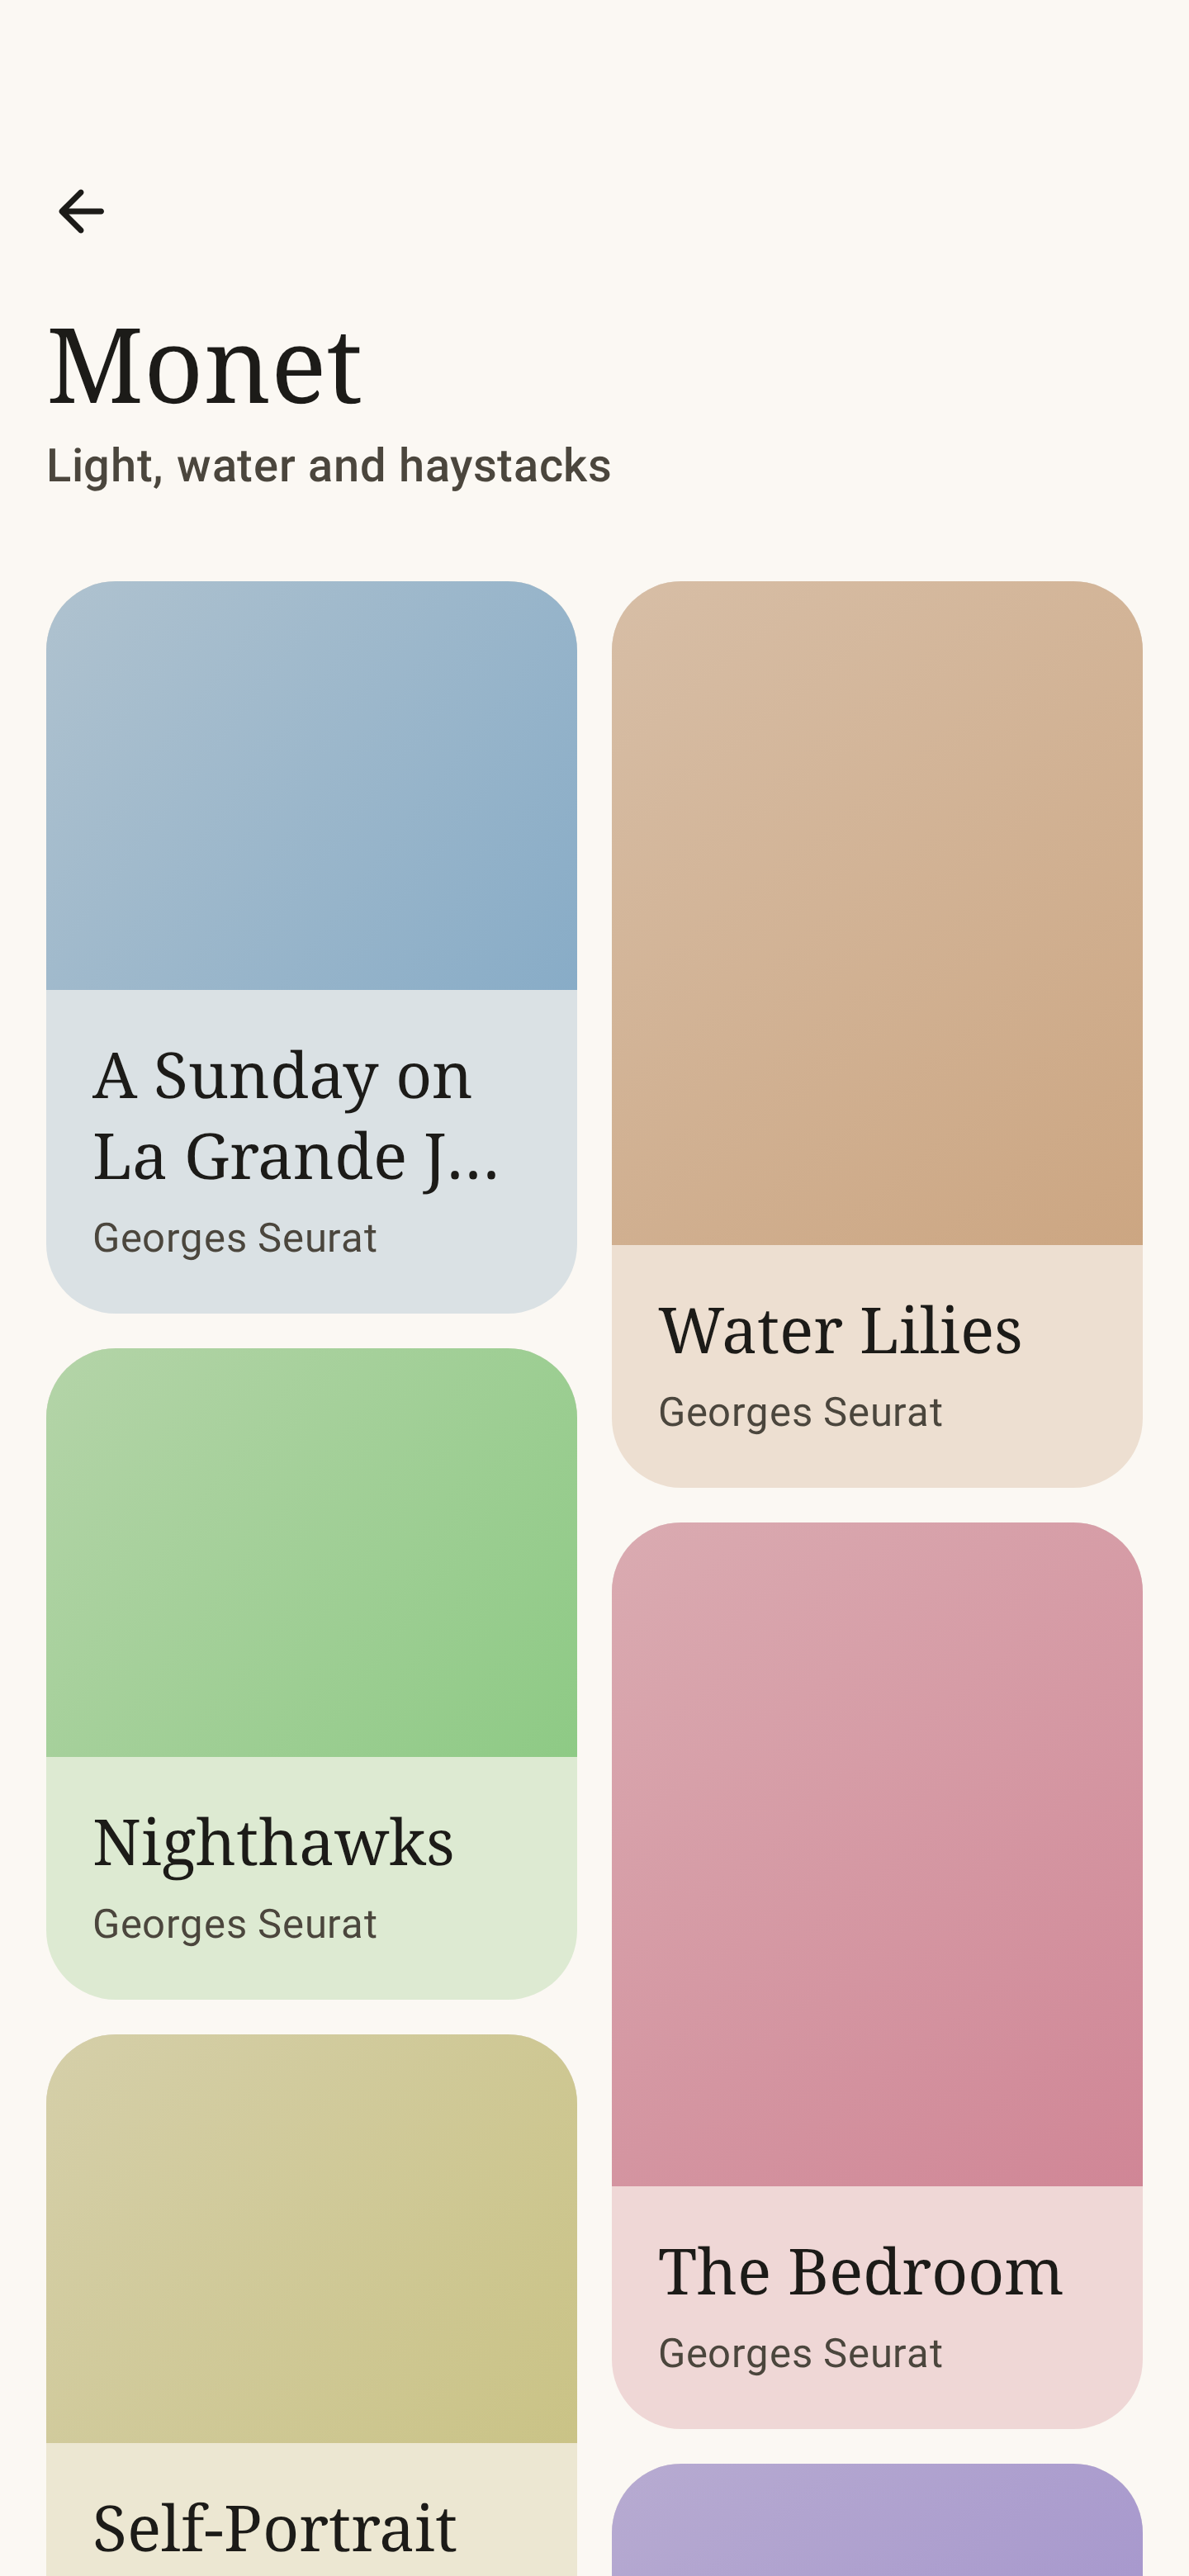 Monet
Light, water and haystacks
A Sunday on
La Grande J...
Georges Seurat
Water Lilies
Georges Seurat
Nighthawks
Georges Seurat
The Bedroom
Georges Seurat
Self-Portrait